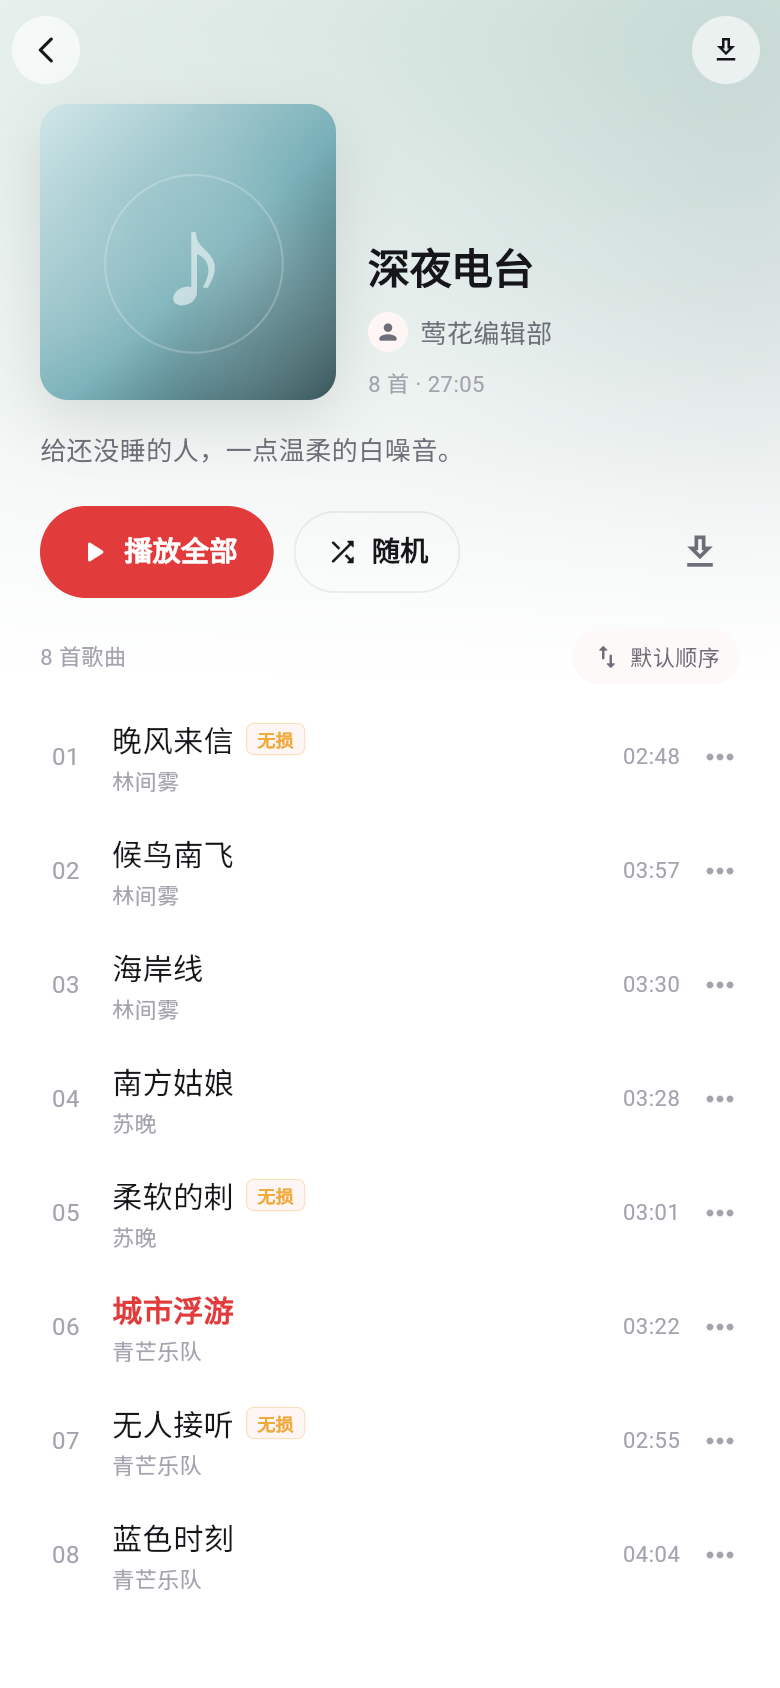 深夜电台
莺花编辑部
8 首 · 27:05
给还没睡的人，一点温柔的白噪音。
播放全部 随机
8 首歌曲 默认顺序
01 晚风来信 无损 02:48
林间雾
02 候鸟南飞 03:57
林间雾
03 海岸线 03:30
林间雾
04 南方姑娘 03:28
苏晚
05 柔软的刺 无损 03:01
苏晚
06 城市浮游 03:22
青芒乐队
07 无人接听 无损 02:55
青芒乐队
08 蓝色时刻 04:04
青芒乐队